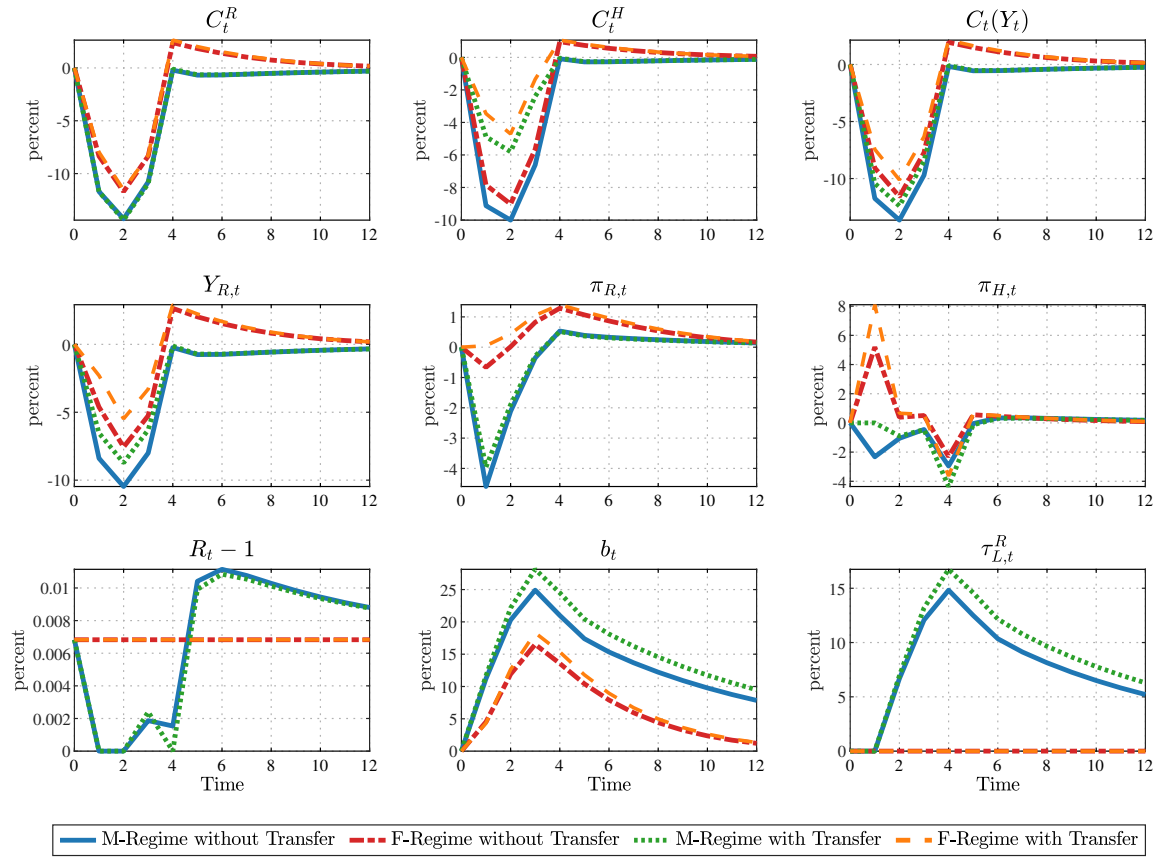 C_t^R C_t^H C_t(Y_t)
percent percent percent
0 0 0
-5 -2 -5
-10 -4 -10
-6
-8
-10
0 2 4 6 8 10 12 0 2 4 6 8 10 12 0 2 4 6 8 10 12
Y_{R,t} π_{R,t} π_{H,t}
percent percent percent
0 1 8
-5 0 6
-10 -1 4
-2 2
-3 0
-4 -2
-4
0 2 4 6 8 10 12 0 2 4 6 8 10 12 0 2 4 6 8 10 12
R_t − 1 b_t τ_{L,t}^R
percent percent percent
0.01 25 15
0.008 20 10
0.006 15 5
0.004 10 0
0.002 5
0 0
0 2 4 6 8 10 12 0 2 4 6 8 10 12 0 2 4 6 8 10 12
Time Time Time
M-Regime without Transfer F-Regime without Transfer M-Regime with Transfer F-Regime with Transfer